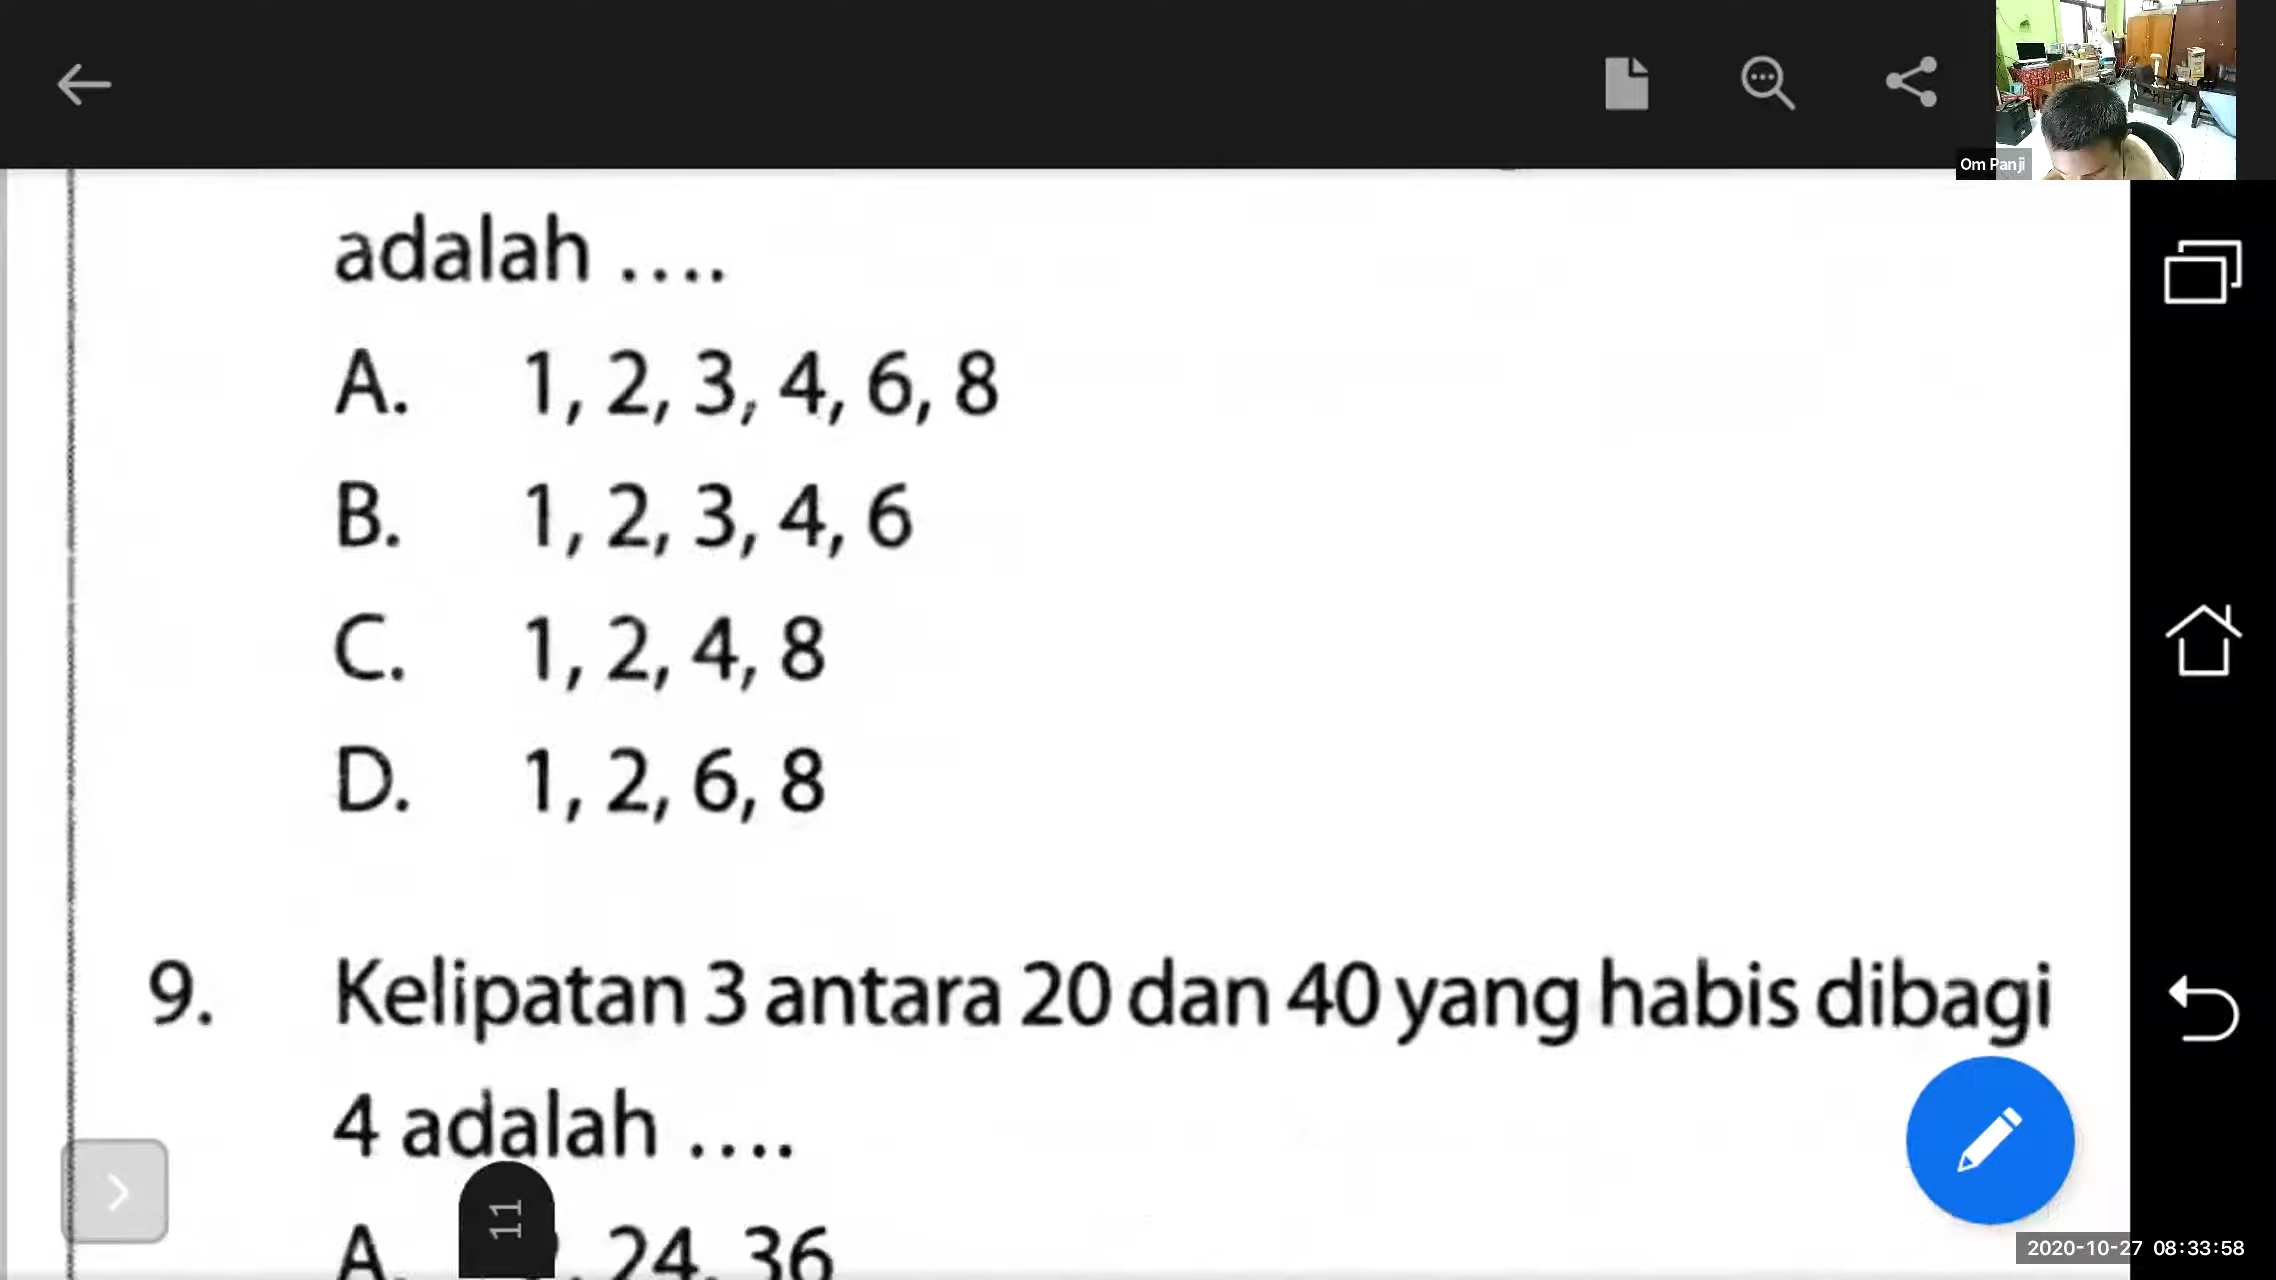 Om Panji
adalah ....
A. 1, 2, 3, 4, 6, 8
B. 1, 2, 3, 4, 6
C. 1, 2, 4, 8
D. 1, 2, 6, 8
9. Kelipatan 3 antara 20 dan 40 yang habis dibagi
4 adalah ....
11
A. , 24, 36
2020-10-27 08:33:58